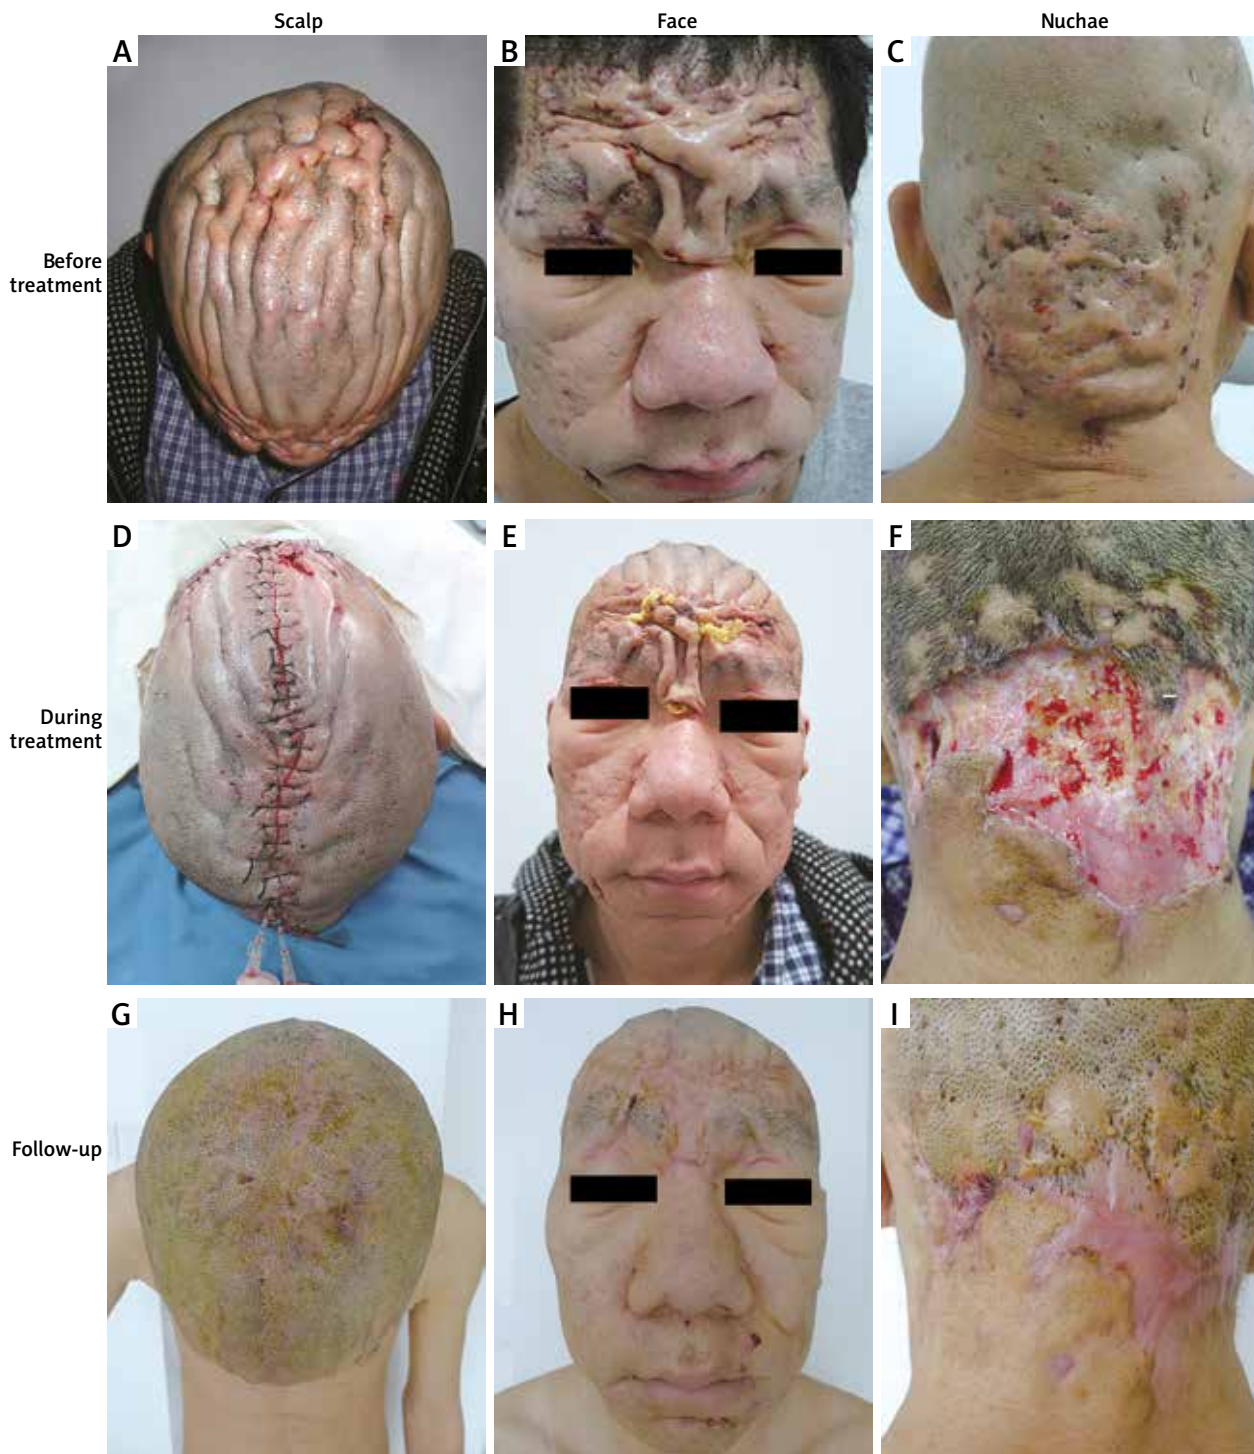 Scalp
Face
Nuchae
A
B
C
Before
treatment
D
E
F
During
treatment
G
H
I
Follow-up